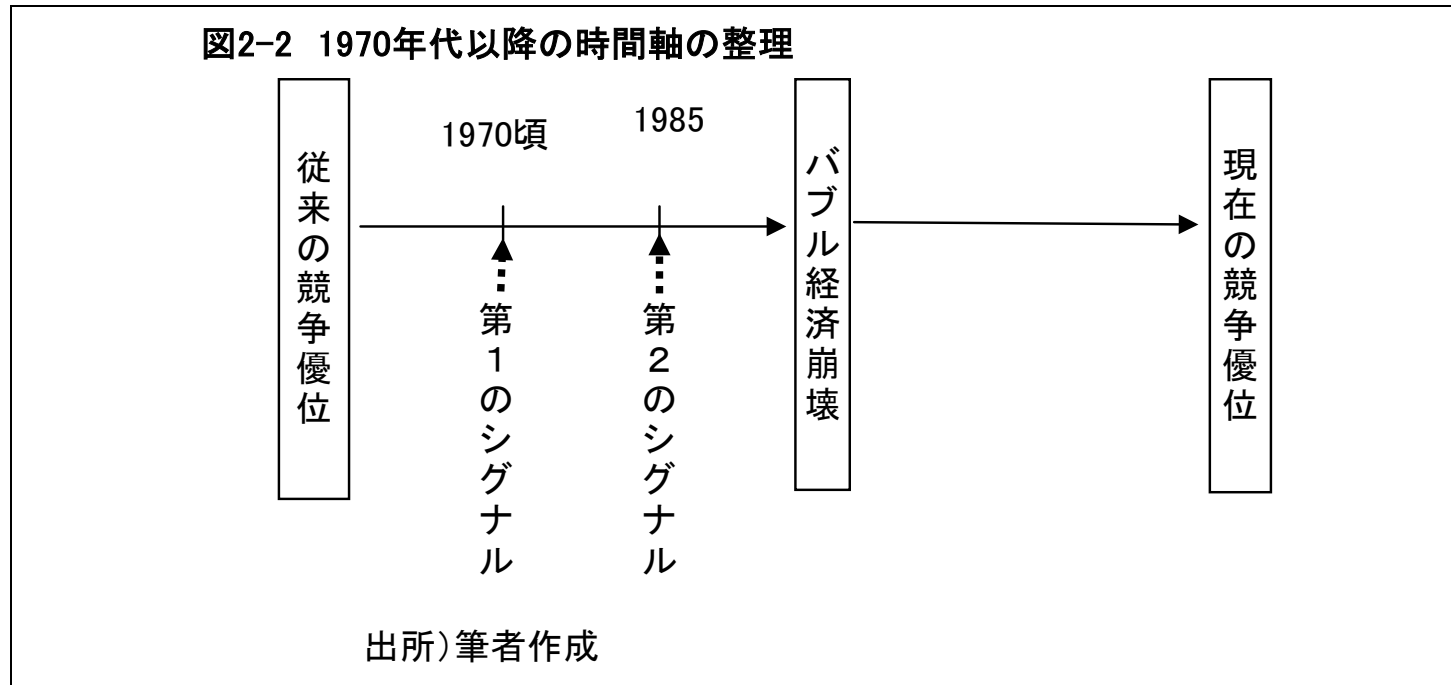 図2-2 1970年代以降の時間軸の整理
従来の競争優位
1970頃
1985
第1のシグナル
第2のシグナル
バブル経済崩壊
現在の競争優位
出所)筆者作成